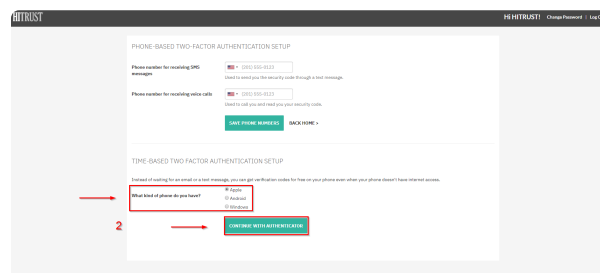 HITRUST
Hi HITRUST! Change Password | Log O
PHONE-BASED TWO-FACTOR AUTHENTICATION SETUP
Phone number for receiving SMS messages
(201) 555-0123
Used to send you the security code through a text message.
Phone number for receiving voice calls
(201) 555-0123
Used to call you and read you your security code.
SAVE PHONE NUMBERS BACK HOME >
TIME-BASED TWO FACTOR AUTHENTICATION SETUP
Instead of waiting for an email or a text message, you can get verification codes for free on your phone even when your phone doesn't have internet access.
What kind of phone do you have?
Apple
Android
Windows
2
CONTINUE WITH AUTHENTICATOR